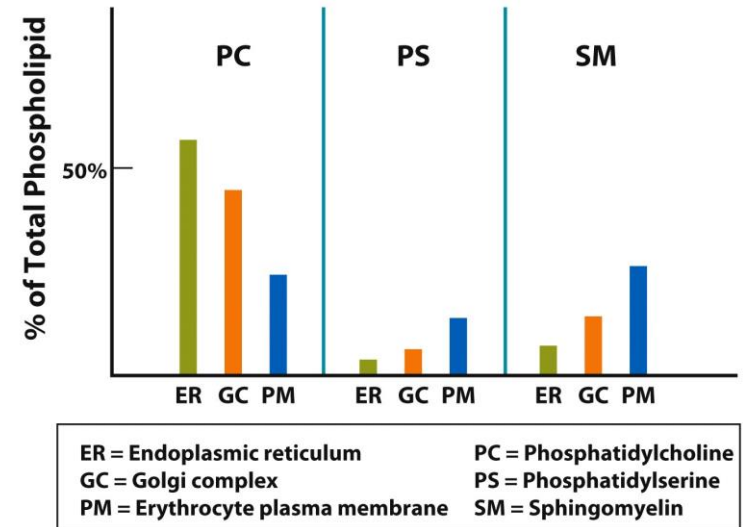 % of Total Phospholipid
PC PS SM
50%
ER GC PM ER GC PM ER GC PM
ER = Endoplasmic reticulum PC = Phosphatidylcholine
GC = Golgi complex PS = Phosphatidylserine
PM = Erythrocyte plasma membrane SM = Sphingomyelin